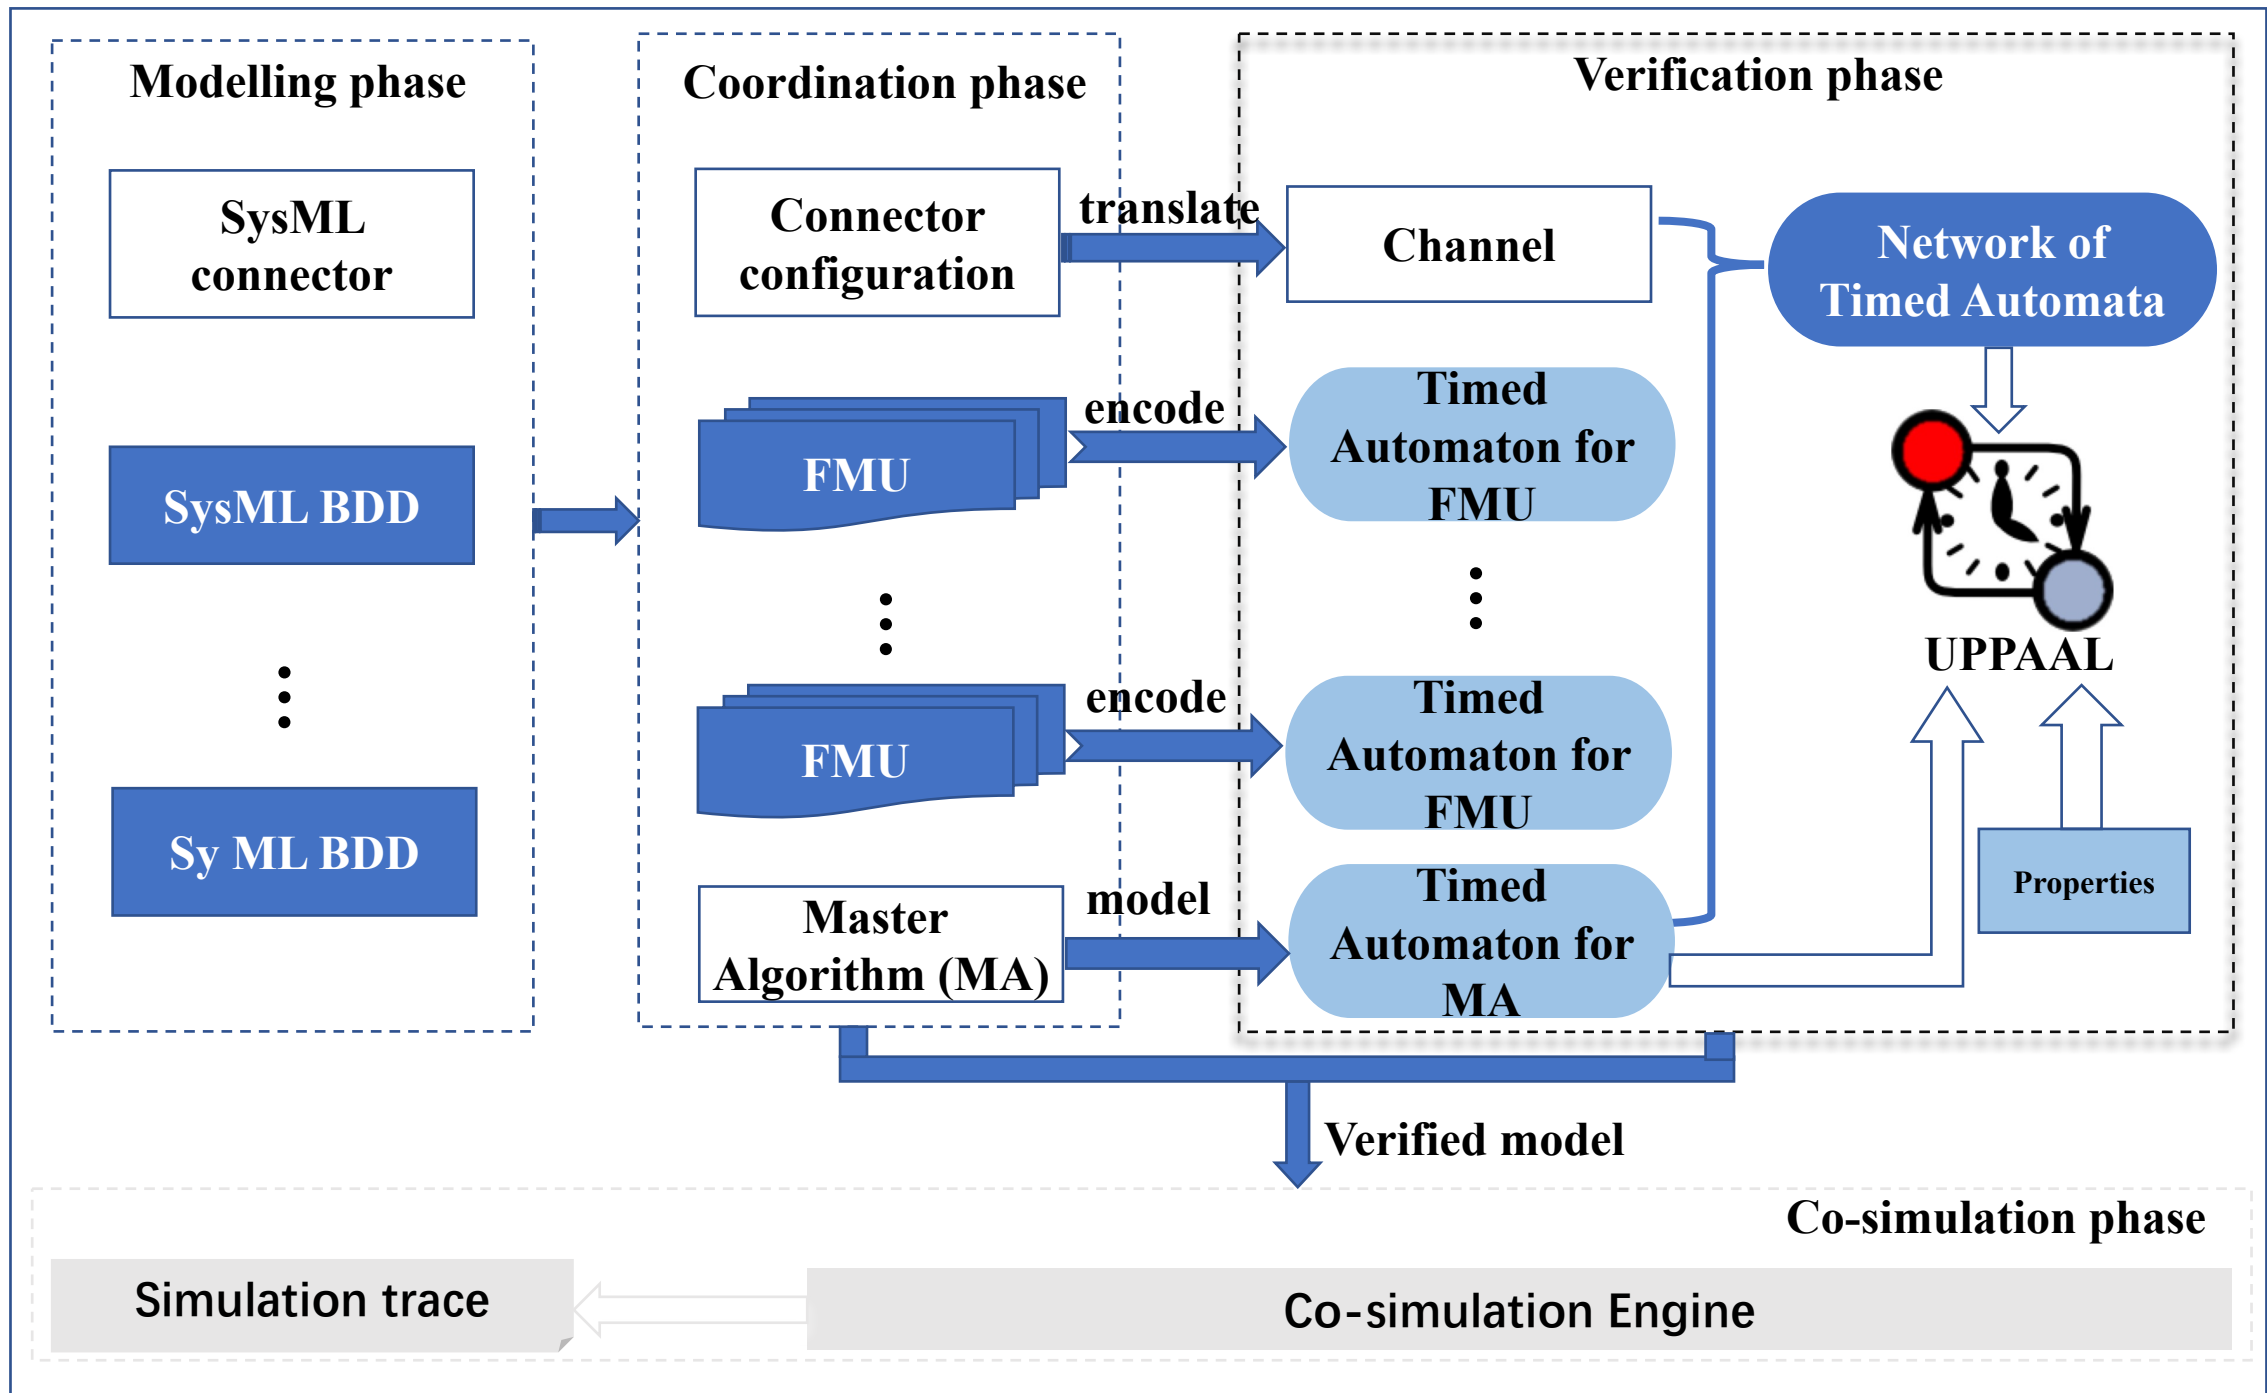 Modelling phase
SysML
connector
SysML BDD
Sy ML BDD
Coordination phase
Connector
configuration
FMU
FMU
Master
Algorithm (MA)
translate
encode
encode
model
Verification phase
Channel
Timed
Automaton for
FMU
Timed
Automaton for
FMU
Timed
Automaton for
MA
Network of
Timed Automata
UPPAAL
Properties
Verified model
Co-simulation phase
Simulation trace
Co-simulation Engine